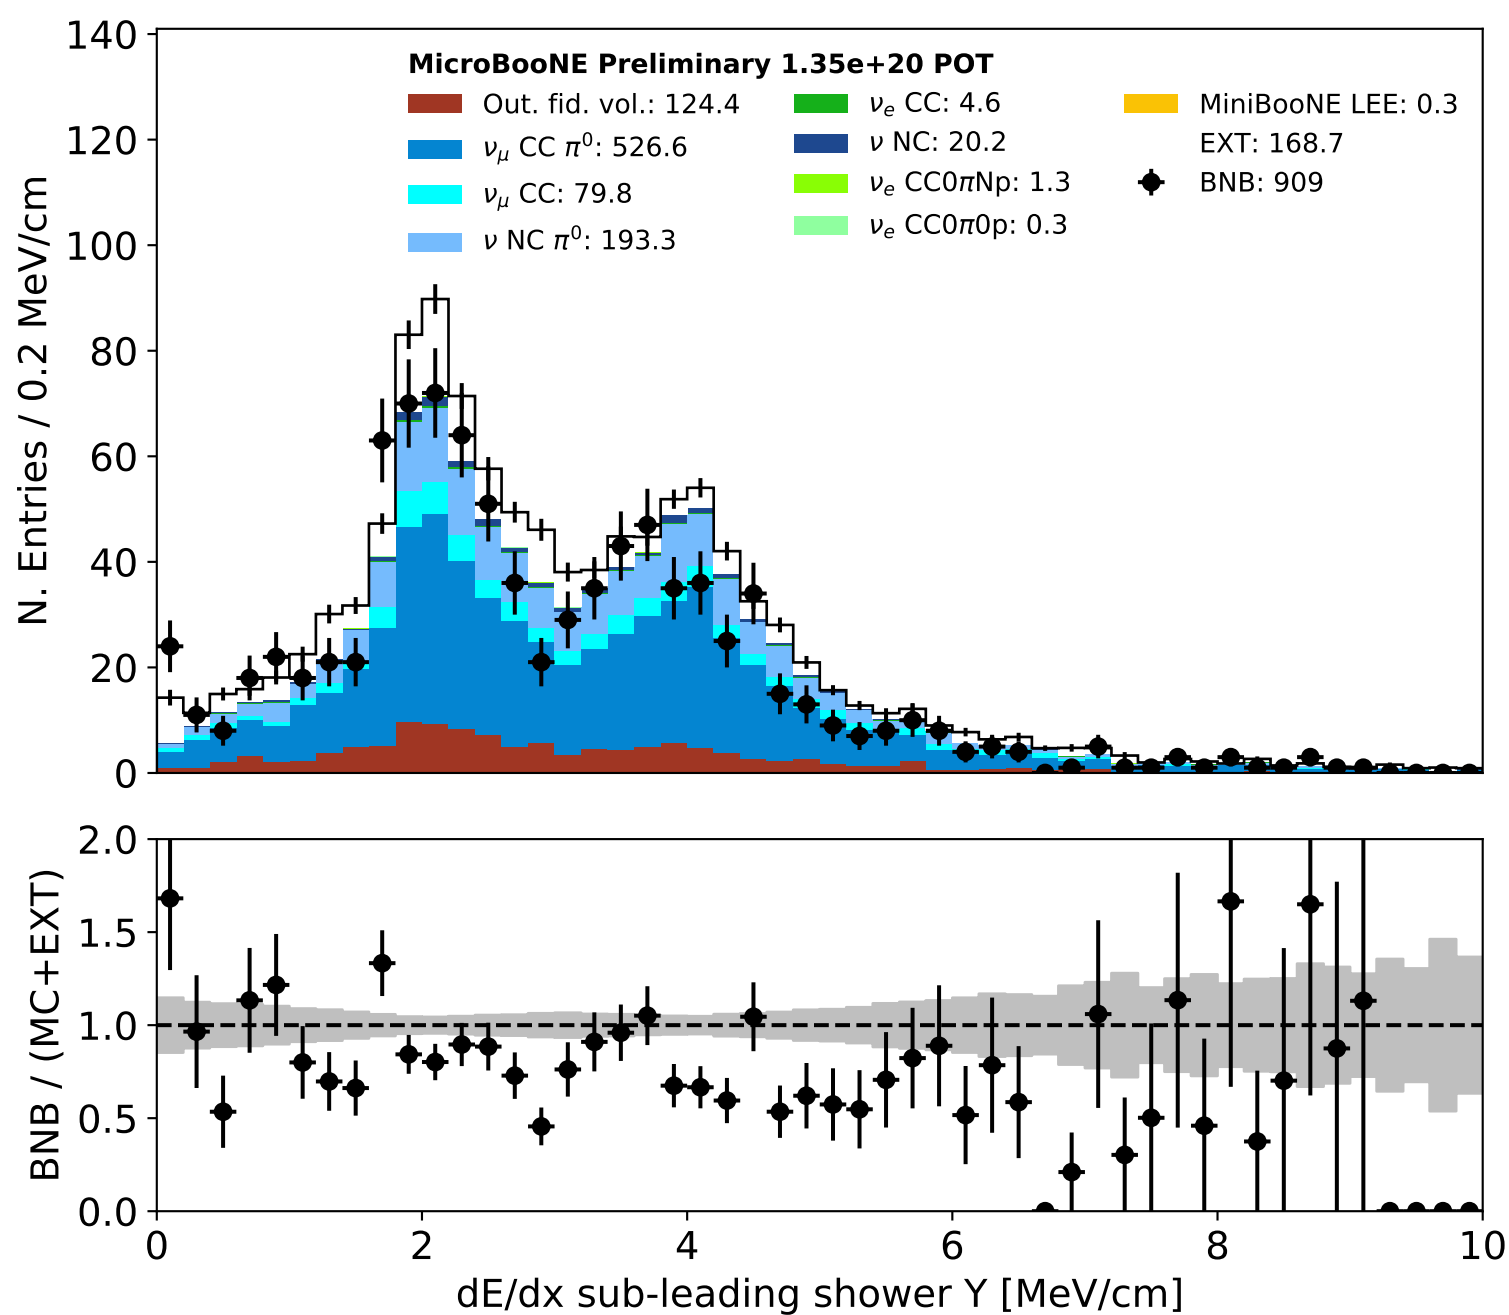 MicroBooNE Preliminary 1.35e+20 POT
Out. fid. vol.: 124.4
νμ CC π⁰: 526.6
νμ CC: 79.8
ν NC π⁰: 193.3
νe CC: 4.6
ν NC: 20.2
νe CC0πNp: 1.3
νe CC0π0p: 0.3
MiniBooNE LEE: 0.3
EXT: 168.7
BNB: 909
N. Entries / 0.2 MeV/cm
140
120
100
80
60
40
20
0
BNB / (MC+EXT)
2.0
1.5
1.0
0.5
0.0
0 2 4 6 8 10
dE/dx sub-leading shower Y [MeV/cm]